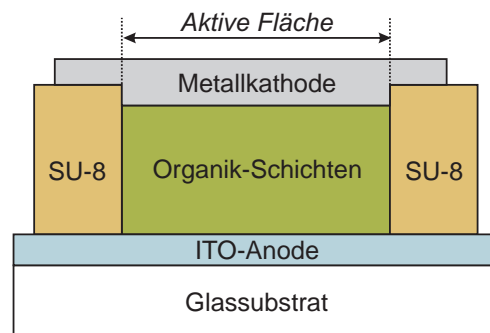 Aktive Fläche
Metallkathode
SU-8
Organik-Schichten
SU-8
ITO-Anode
Glassubstrat